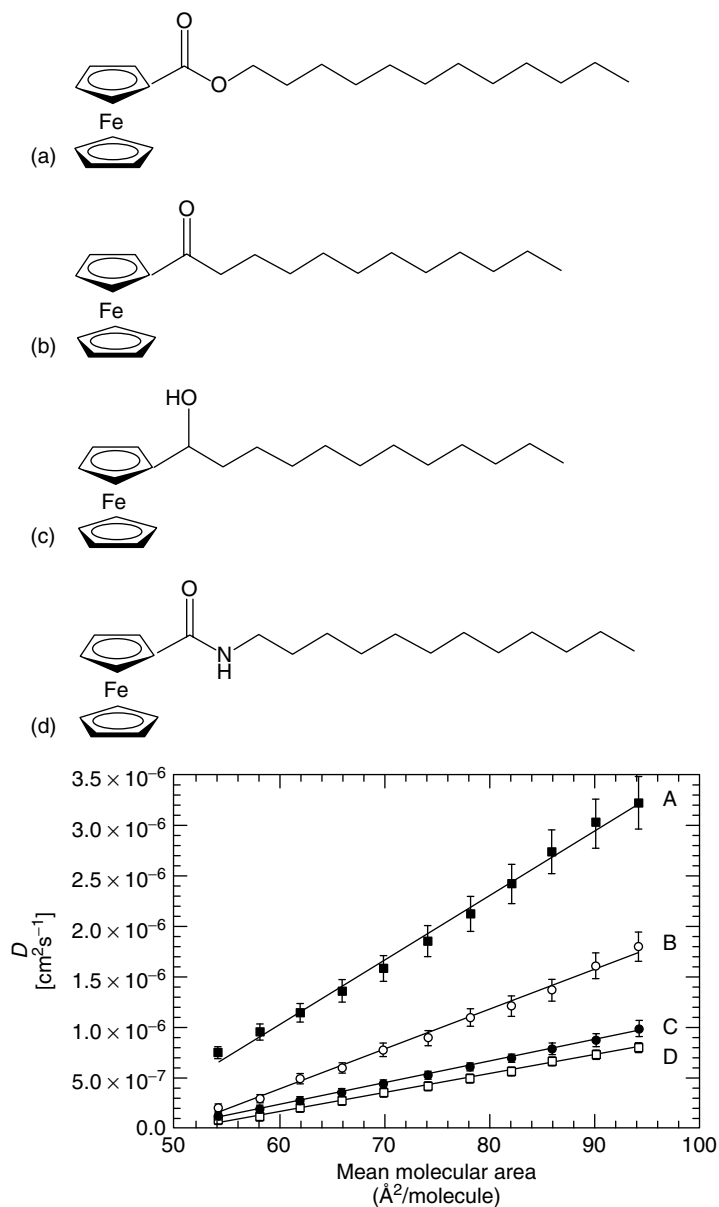 O
O
Fe
(a)
O
Fe
(b)
HO
Fe
(c)
O
N
H
Fe
(d)
3.5 × 10⁻⁶
A
3.0 × 10⁻⁶
2.5 × 10⁻⁶
2.0 × 10⁻⁶
B
D
[cm²s⁻¹]
1.5 × 10⁻⁶
1.0 × 10⁻⁶
C
D
5.0 × 10⁻⁷
0.0
50 60 70 80 90 100
Mean molecular area
(Å²/molecule)